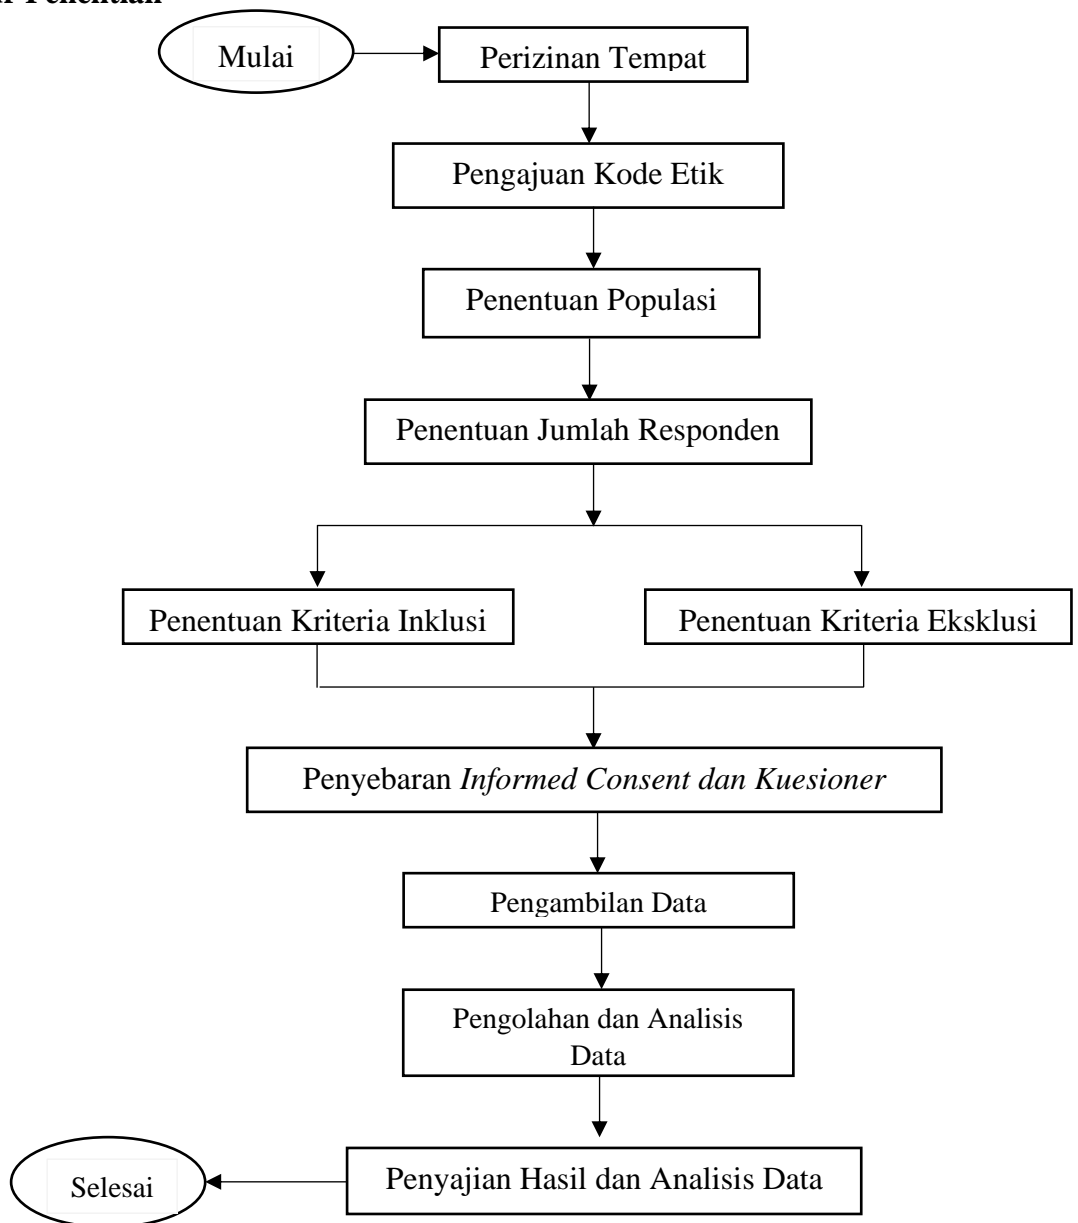 Penelitian
Mulai
Perizinan Tempat
Pengajuan Kode Etik
Penentuan Populasi
Penentuan Jumlah Responden
Penentuan Kriteria Inklusi
Penentuan Kriteria Eksklusi
Penyebaran Informed Consent dan Kuesioner
Pengambilan Data
Pengolahan dan Analisis
Data
Penyajian Hasil dan Analisis Data
Selesai